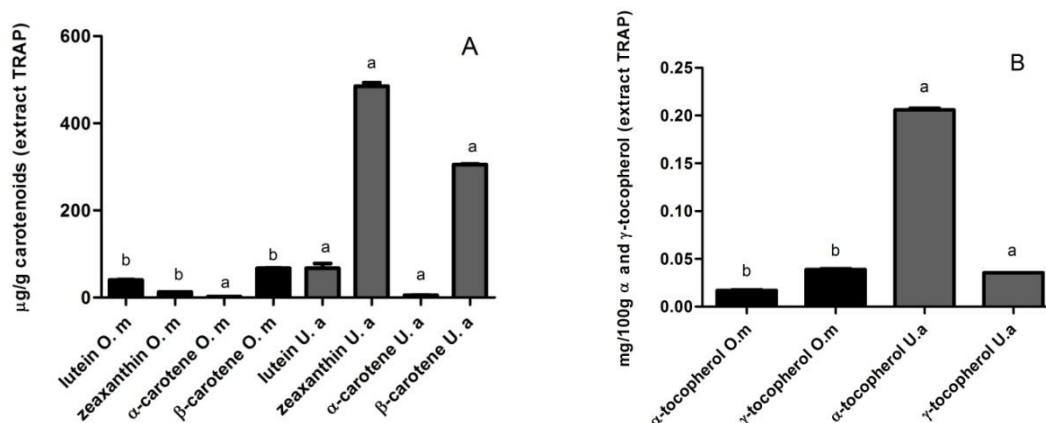 μg/g carotenoids (extract TRAP)
600
400
200
0
A
b
b
a
b
a
a
a
a
lutein O. m
zeaxanthin O. m
α-carotene O. m
β-carotene O. m
lutein U. a
zeaxanthin U. a
α-carotene U. a
β-carotene U. a
mg/100g α and γ-tocopherol (extract TRAP)
0.25
0.20
0.15
0.10
0.05
0.00
B
b
b
a
a
α-tocopherol O.m
γ-tocopherol O.m
α-tocopherol U.a
γ-tocopherol U.a